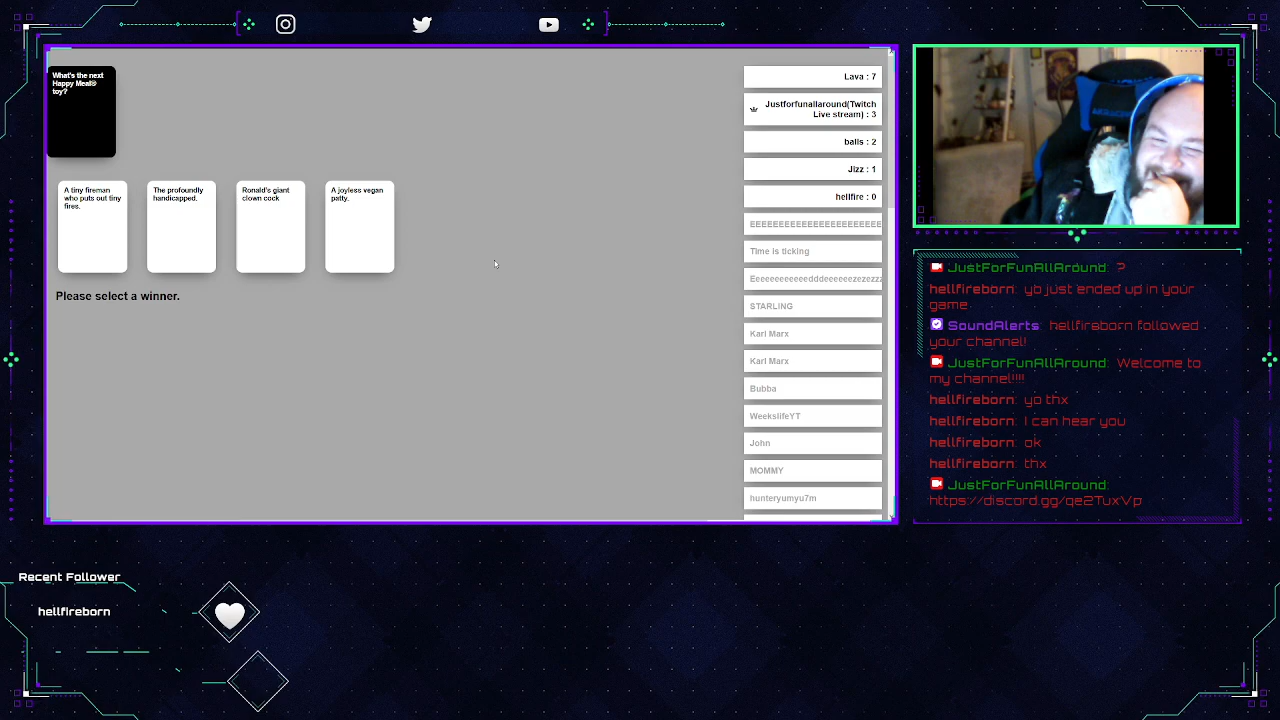 What's the next
Happy Meal®
toy?
A tiny fireman
who puts out tiny
fires.
The profoundly
handicapped.
Ronald's giant
clown cock
A joyless vegan
patty.
Please select a winner.
Lava : 7
Justforfunallaround(Twitch
Live stream) : 3
balls : 2
Jizz : 1
hellfire : 0
EEEEEEEEEEEEEEEEEEEEEEE
Time is ticking
Eeeeeeeeeeeedddeeeeeezezezzz
STARLING
Karl Marx
Karl Marx
Bubba
WeekslifeYT
John
MOMMY
hunteryumyu7m
JustForFunAllAround: ?
hellfireborn: yb just ended up in your
game
SoundAlerts: hellfireborn followed
your channel!
JustForFunAllAround: Welcome to
my channel!!!!
hellfireborn: yo thx
hellfireborn: I can hear you
hellfireborn: ok
hellfireborn: thx
JustForFunAllAround:
https://discord.gg/qe2TuxVp
Recent Follower
hellfireborn